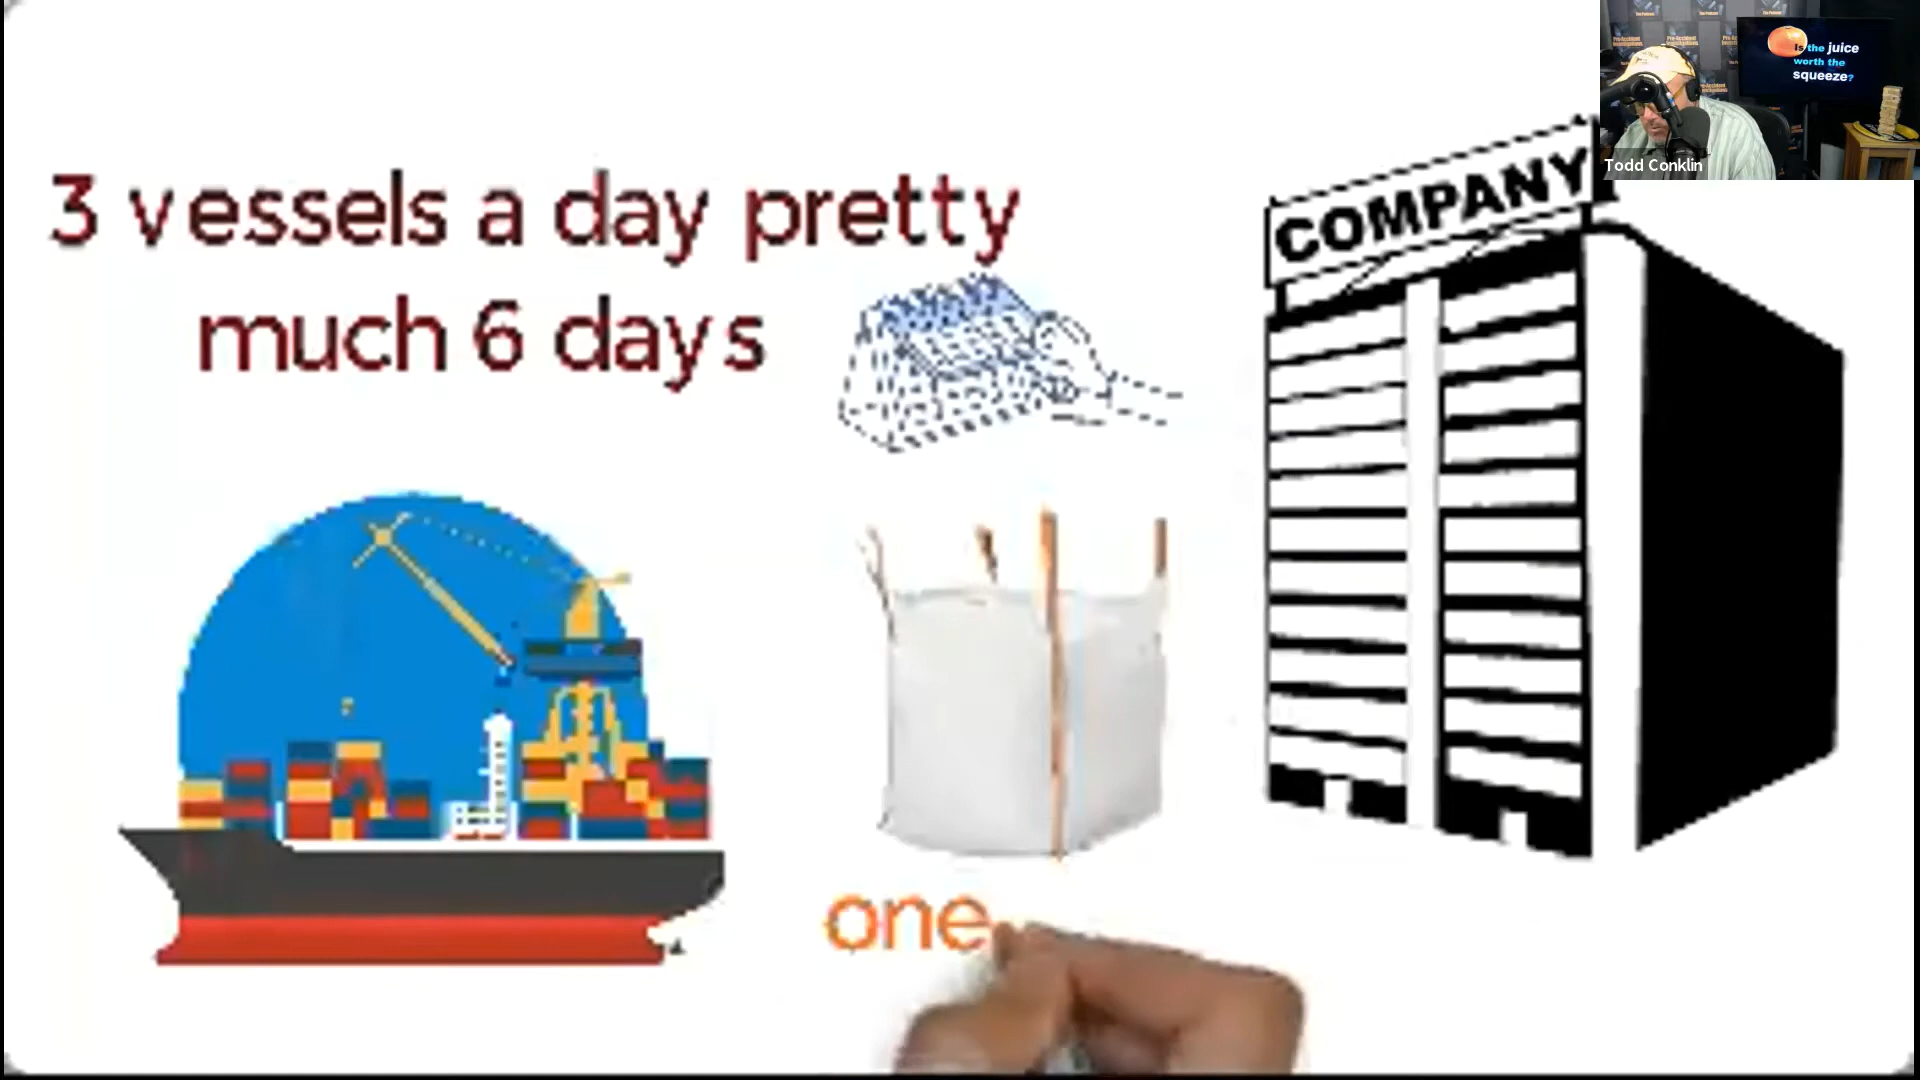 3 vessels a day pretty
much 6 days
COMPANY
one
Is the juice
worth the
squeeze?
Todd Conklin